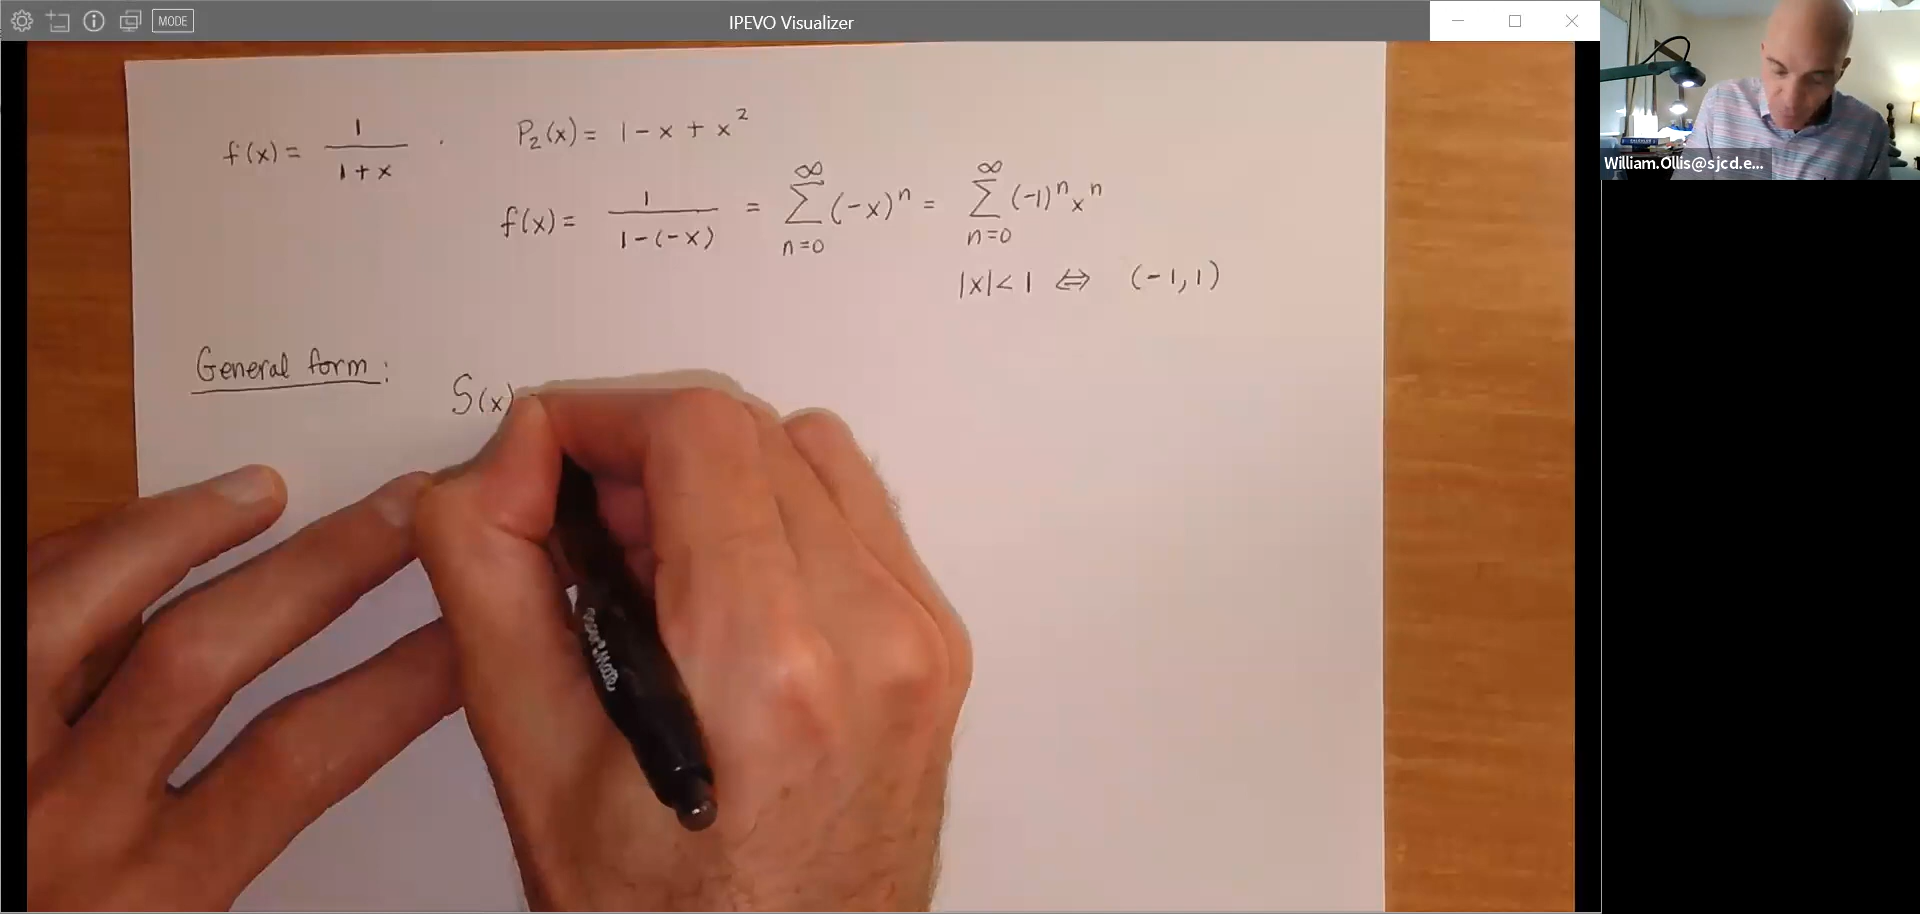 MODE
IPEVO Visualizer
f(x) = 1/(1+x) . P₂(x) = 1 - x + x²
f(x) = 1/(1-(-x)) = ∑_{n=0}^{∞} (-x)ⁿ = ∑_{n=0}^{∞} (-1)ⁿxⁿ
|x| < 1 ⇔ (-1,1)
General form: S(x)
William.Ollis@sjcd.e...